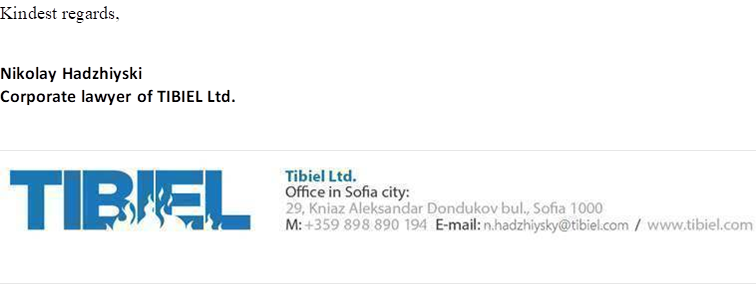 Kindest regards,
Nikolay Hadzhiyski
Corporate lawyer of TIBIEL Ltd.
TIBIEL
Tibiel Ltd.
Office in Sofia city:
29, Kniaz Aleksandar Dondukov bul., Sofia 1000
M: +359 898 890 194 E-mail: n.hadzhiysky@tibiel.com / www.tibiel.com